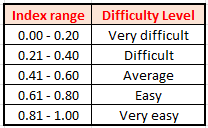 Index range Difficulty Level
0.00 - 0.20 Very difficult
0.21 - 0.40 Difficult
0.41 - 0.60 Average
0.61 - 0.80 Easy
0.81 - 1.00 Very easy